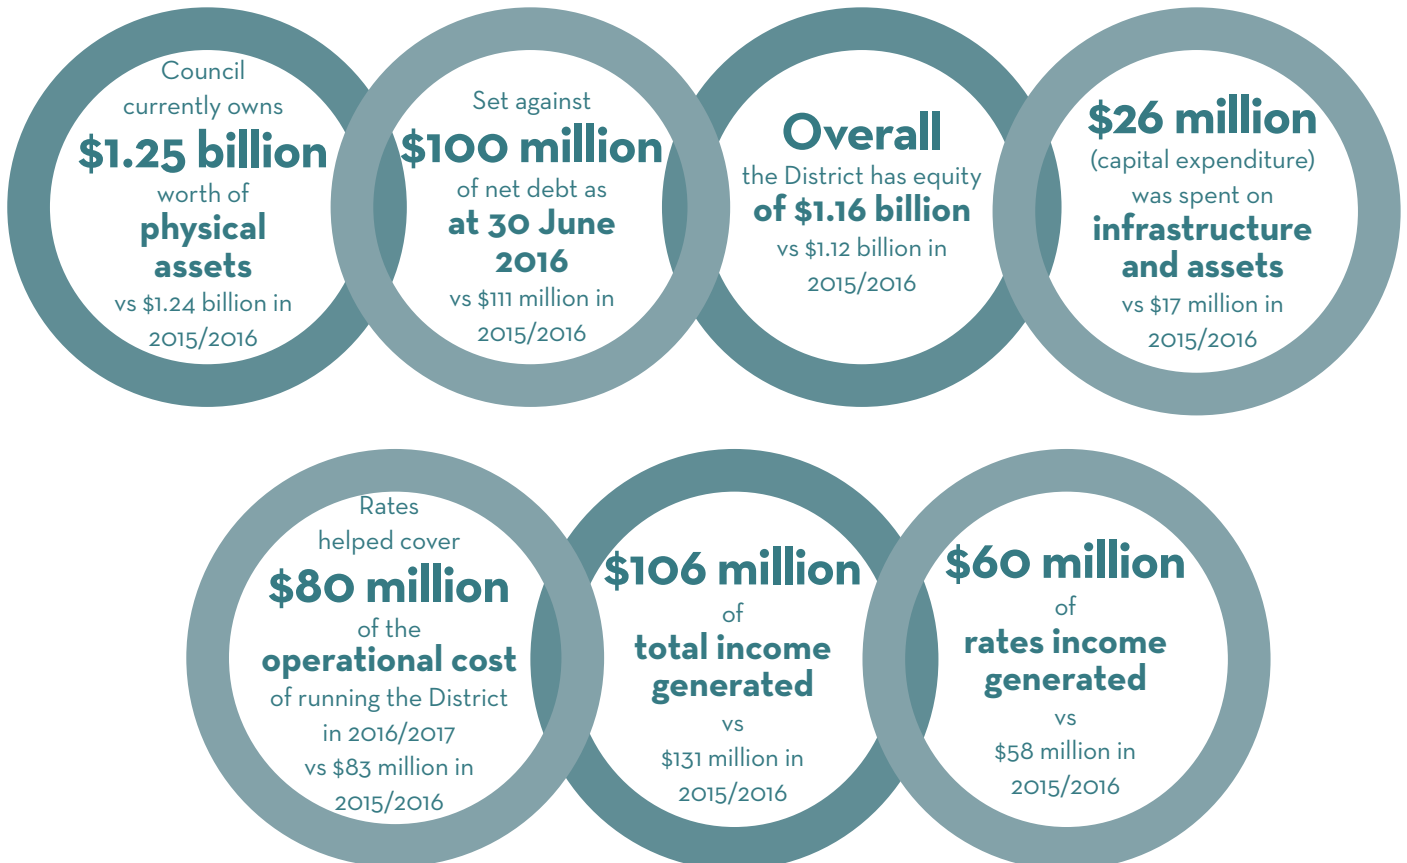 Council
currently owns
$1.25 billion
worth of
physical
assets
vs $1.24 billion in
2015/2016
Set against
$100 million
of net debt as
at 30 June
2016
vs $111 million in
2015/2016
Overall
the District has equity
of $1.16 billion
vs $1.12 billion in
2015/2016
$26 million
(capital expenditure)
was spent on
infrastructure
and assets
vs $17 million in
2015/2016
Rates
helped cover
$80 million
of the
operational cost
of running the District
in 2016/2017
vs $83 million in
2015/2016
$106 million
of
total income
generated
vs
$131 million in
2015/2016
$60 million
of
rates income
generated
vs
$58 million in
2015/2016